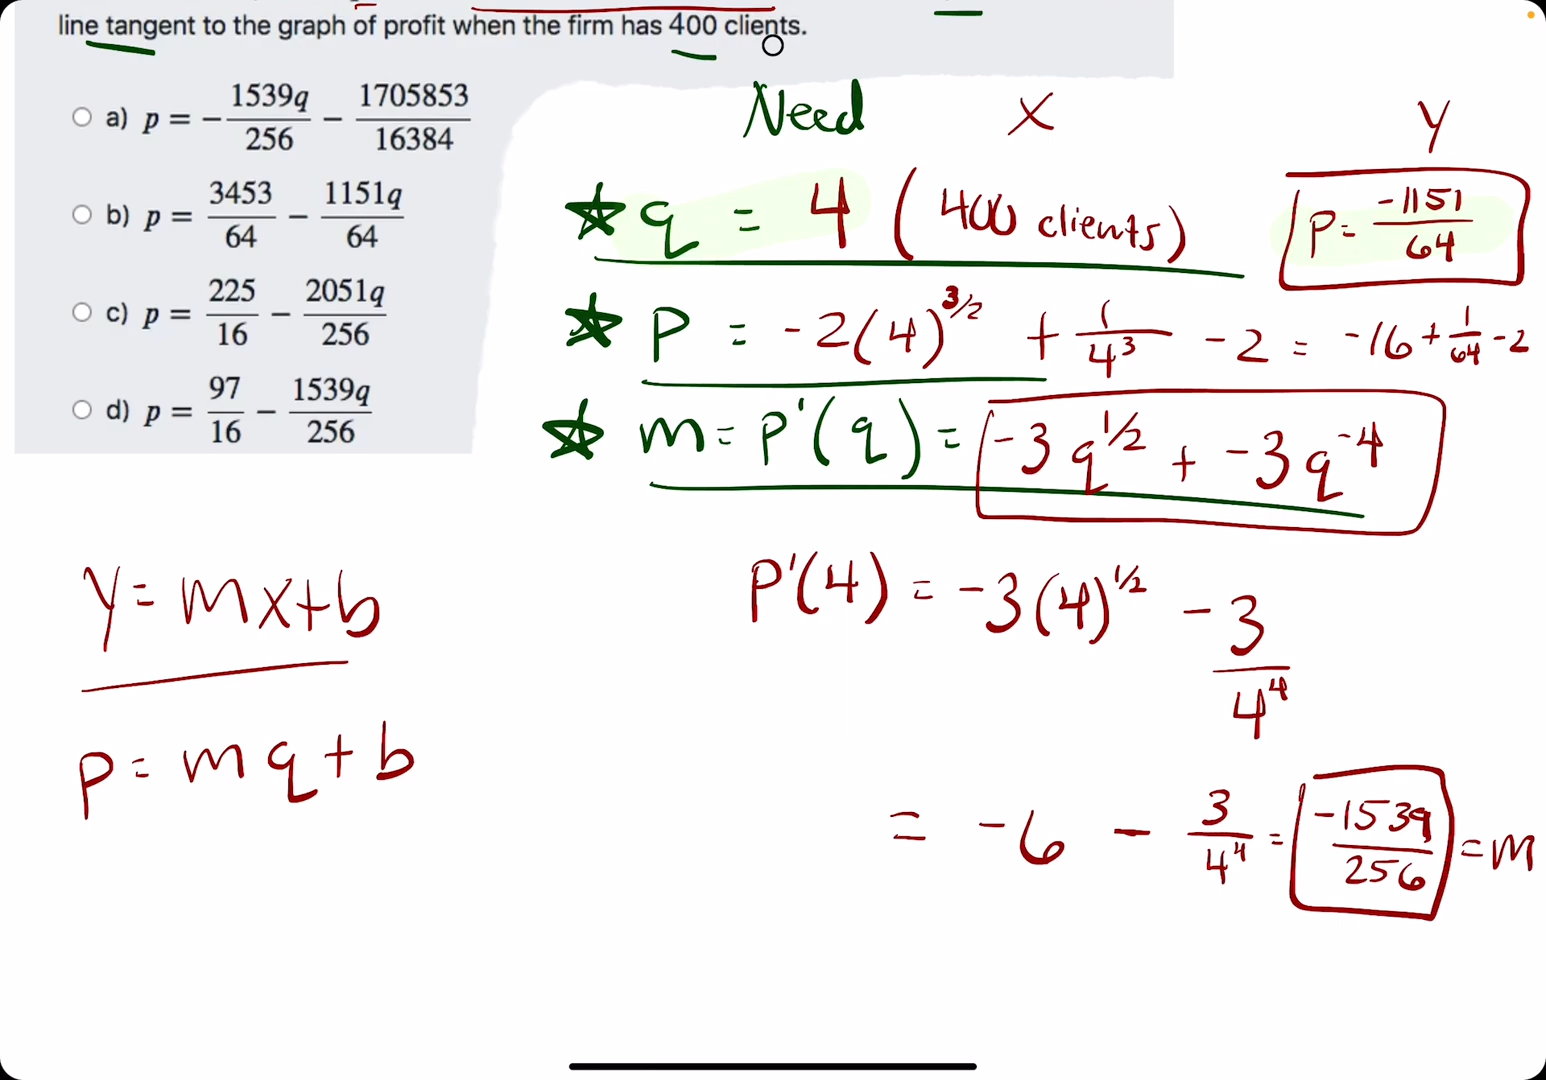 line tangent to the graph of profit when the firm has 400 clients.
a) p = -1539q/256 - 1705853/16384
b) p = 3453/64 - 1151q/64
c) p = 225/16 - 2051q/256
d) p = 97/16 - 1539q/256
Need x y
☆ q = 4 (400 clients) p = -1151/64
☆ P = -2(4)^3/2 + 1/4^3 - 2 = -16 + 1/64 - 2
☆ m = P'(q) = -3q^1/2 + -3q^-4
y = mx+b
P'(4) = -3(4)^1/2 - 3/4^4
p = mq + b
= -6 - 3/4^4 = -1539/256 = m